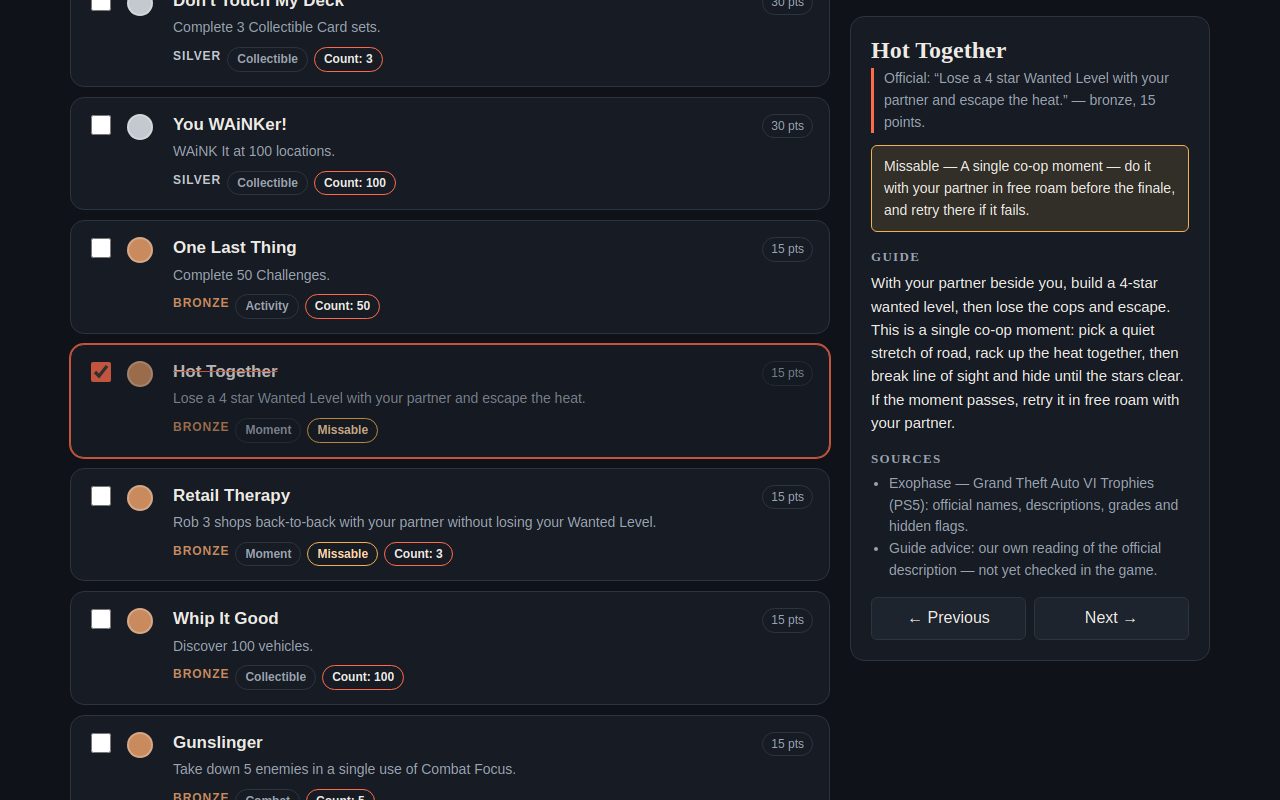 Don't Touch My Deck
30 pts
Complete 3 Collectible Card sets.
SILVER Collectible Count: 3
You WAiNKer!
30 pts
WAiNK It at 100 locations.
SILVER Collectible Count: 100
One Last Thing
15 pts
Complete 50 Challenges.
BRONZE Activity Count: 50
Hot Together
15 pts
Lose a 4 star Wanted Level with your partner and escape the heat.
BRONZE Moment Missable
Retail Therapy
15 pts
Rob 3 shops back-to-back with your partner without losing your Wanted Level.
BRONZE Moment Missable Count: 3
Whip It Good
15 pts
Discover 100 vehicles.
BRONZE Collectible Count: 100
Gunslinger
15 pts
Take down 5 enemies in a single use of Combat Focus.
BRONZE Combat Count: 5
Hot Together
Official: “Lose a 4 star Wanted Level with your
partner and escape the heat.” — bronze, 15
points.
Missable — A single co-op moment — do it
with your partner in free roam before the finale,
and retry there if it fails.
GUIDE
With your partner beside you, build a 4-star
wanted level, then lose the cops and escape.
This is a single co-op moment: pick a quiet
stretch of road, rack up the heat together, then
break line of sight and hide until the stars clear.
If the moment passes, retry it in free roam with
your partner.
SOURCES
• Exophase — Grand Theft Auto VI Trophies
(PS5): official names, descriptions, grades and
hidden flags.
• Guide advice: our own reading of the official
description — not yet checked in the game.
← Previous
Next →